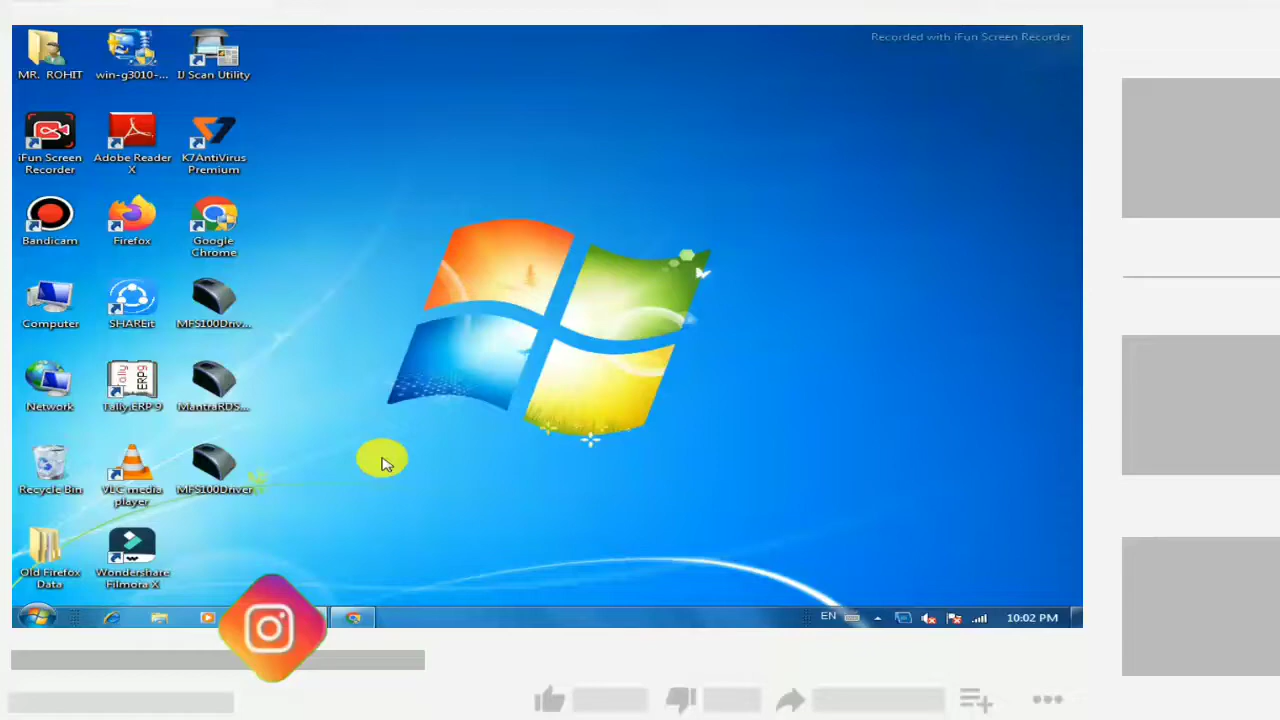 Recorded with iFun Screen Recorder
MR. ROHIT
win-g3010-...
IJ Scan Utility
iFun Screen
Recorder
Adobe Reader
X
K7AntiVirus
Premium
Bandicam
Firefox
Google
Chrome
Computer
SHAREit
MFS100Driv...
Network
Tally.ERP 9
MantraRDS...
Recycle Bin
VLC media
player
MFS100Driver
Old Firefox
Data
Wondershare
Filmora X
EN
10:02 PM